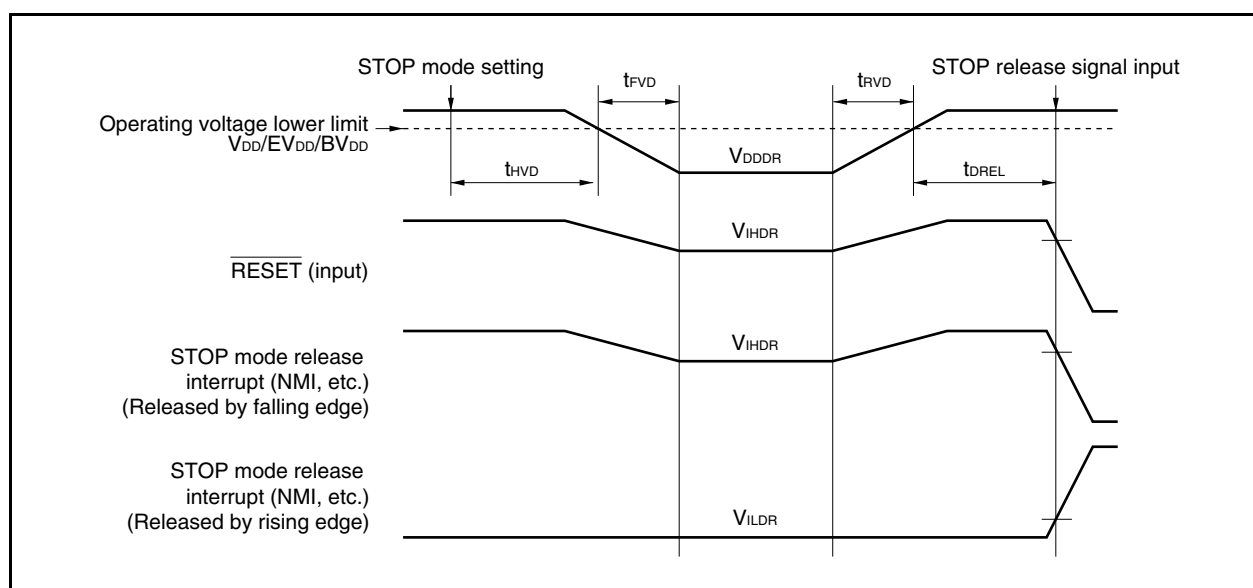 STOP mode setting
tFVD
tRVD
STOP release signal input
Operating voltage lower limit
VDD/EVDD/BVDD
VDDDR
tHVD
tDREL
VIHDR
RESET (input)
VIHDR
STOP mode release
interrupt (NMI, etc.)
(Released by falling edge)
STOP mode release
interrupt (NMI, etc.)
(Released by rising edge)
VILDR